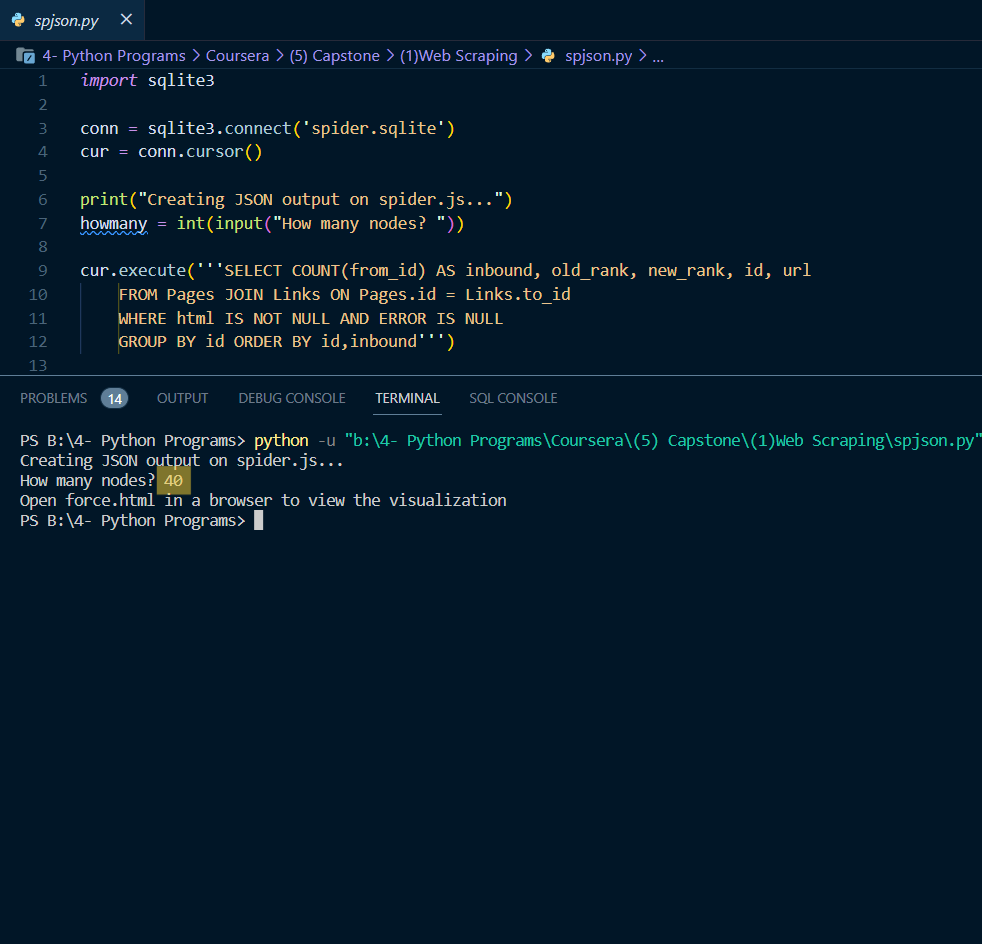 spjson.py
4- Python Programs > Coursera > (5) Capstone > (1)Web Scraping > spjson.py > ...
1 import sqlite3
2
3 conn = sqlite3.connect('spider.sqlite')
4 cur = conn.cursor()
5
6 print("Creating JSON output on spider.js...")
7 howmany = int(input("How many nodes? "))
8
9 cur.execute('''SELECT COUNT(from_id) AS inbound, old_rank, new_rank, id, url
10 FROM Pages JOIN Links ON Pages.id = Links.to_id
11 WHERE html IS NOT NULL AND ERROR IS NULL
12 GROUP BY id ORDER BY id,inbound''')
13
PROBLEMS 14 OUTPUT DEBUG CONSOLE TERMINAL SQL CONSOLE
PS B:\4- Python Programs> python -u "b:\4- Python Programs\Coursera\(5) Capstone\(1)Web Scraping\spjson.py"
Creating JSON output on spider.js...
How many nodes? 40
Open force.html in a browser to view the visualization
PS B:\4- Python Programs>